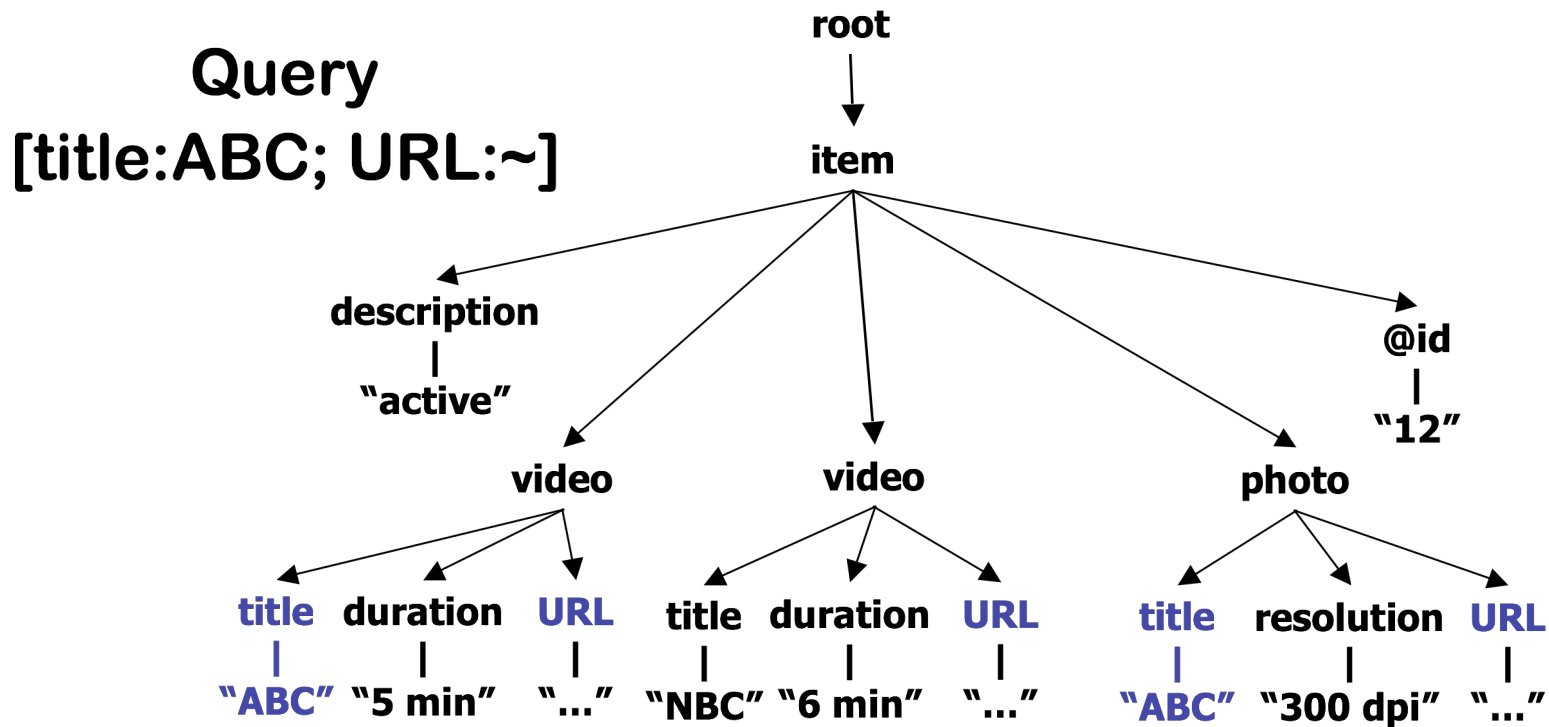 root
Query
[title:ABC; URL:~]
item
description
@id
“active”
“12”
video video photo
title duration URL title duration URL title resolution URL
“ABC” “5 min” “...” “NBC” “6 min” “...” “ABC” “300 dpi” “...”